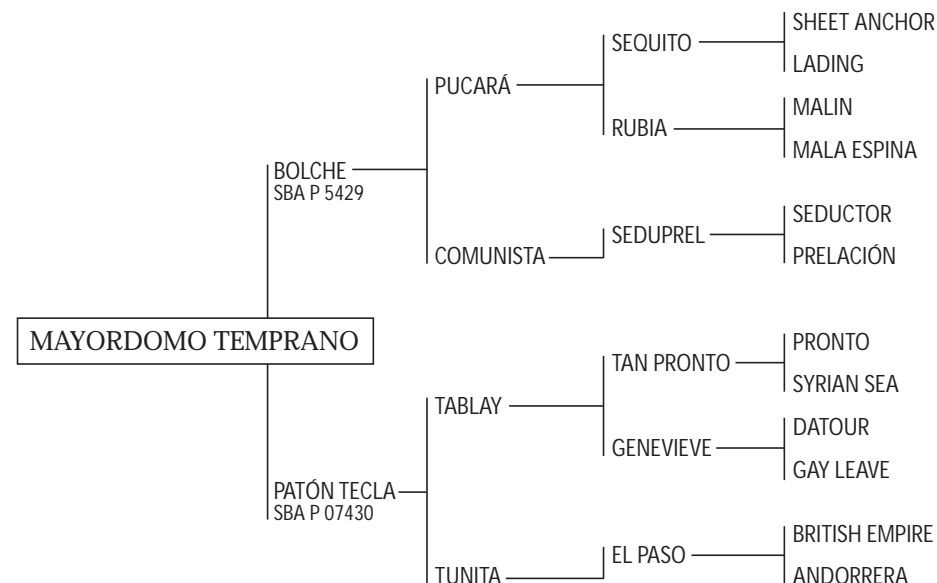 SHEET ANCHOR
SEQUITO
LADING
PUCARÁ
MALIN
RUBIA
MALA ESPINA
BOLCHE
SBA P 5429
SEDUCTOR
SEDUPREL
PRELACIÓN
COMUNISTA
MAYORDOMO TEMPRANO
PRONTO
TAN PRONTO
SYRIAN SEA
TABLAY
DATOUR
GENEVIEVE
GAY LEAVE
PATÓN TECLA
SBA P 07430
BRITISH EMPIRE
EL PASO
ANDORRERA
TUNITA